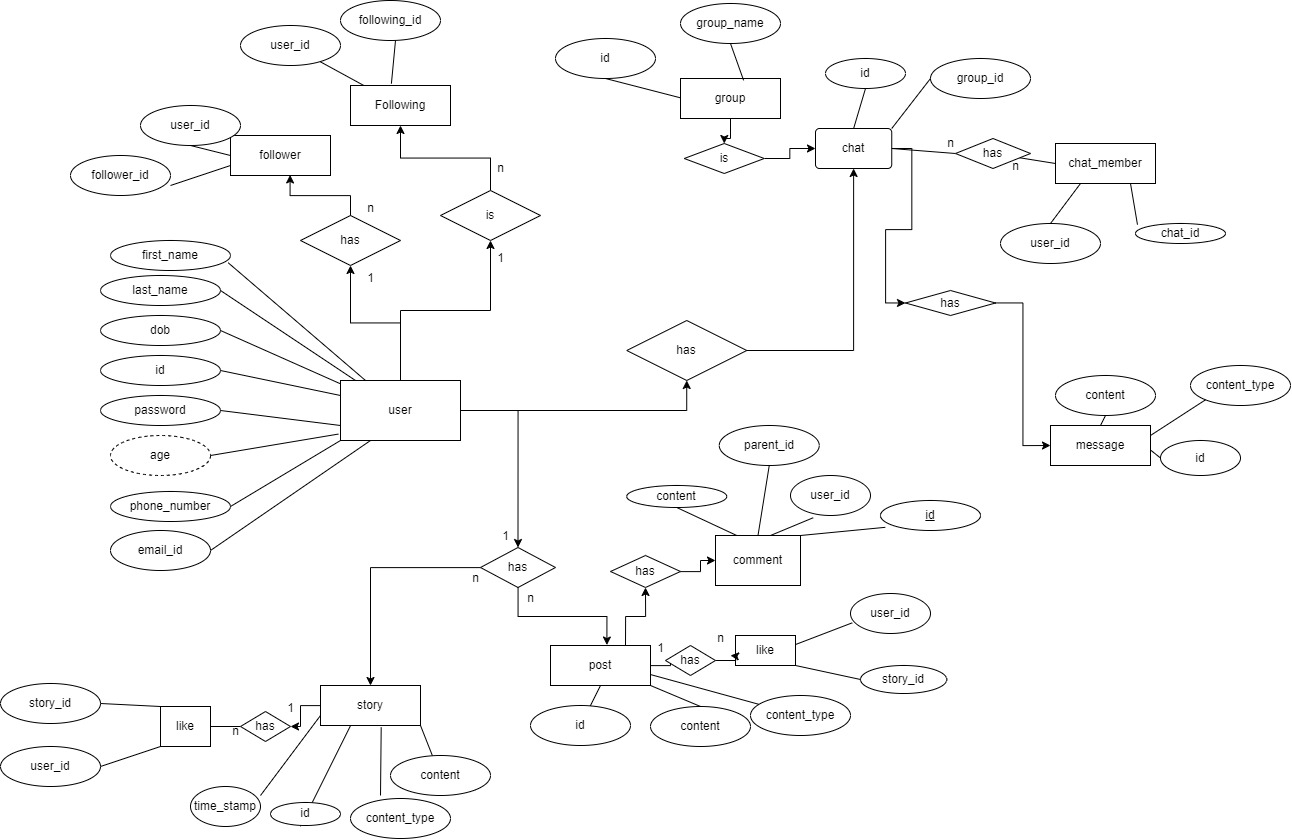 following_id
group_name
user_id
id
id
group_id
Following
group
user_id
follower
chat
n
has
n
chat_member
is
follower_id
n
n
is
has
1
1
user_id
chat_id
first_name
last_name
dob
id
password
age
phone_number
email_id
user
has
has
content
content_type
message
id
parent_id
content
user_id
id
comment
1
has
n
n
has
user_id
1
has
n
like
post
story_id
id
content
content_type
story_id
user_id
like
n
has
1
story
time_stamp
id
content_type
content